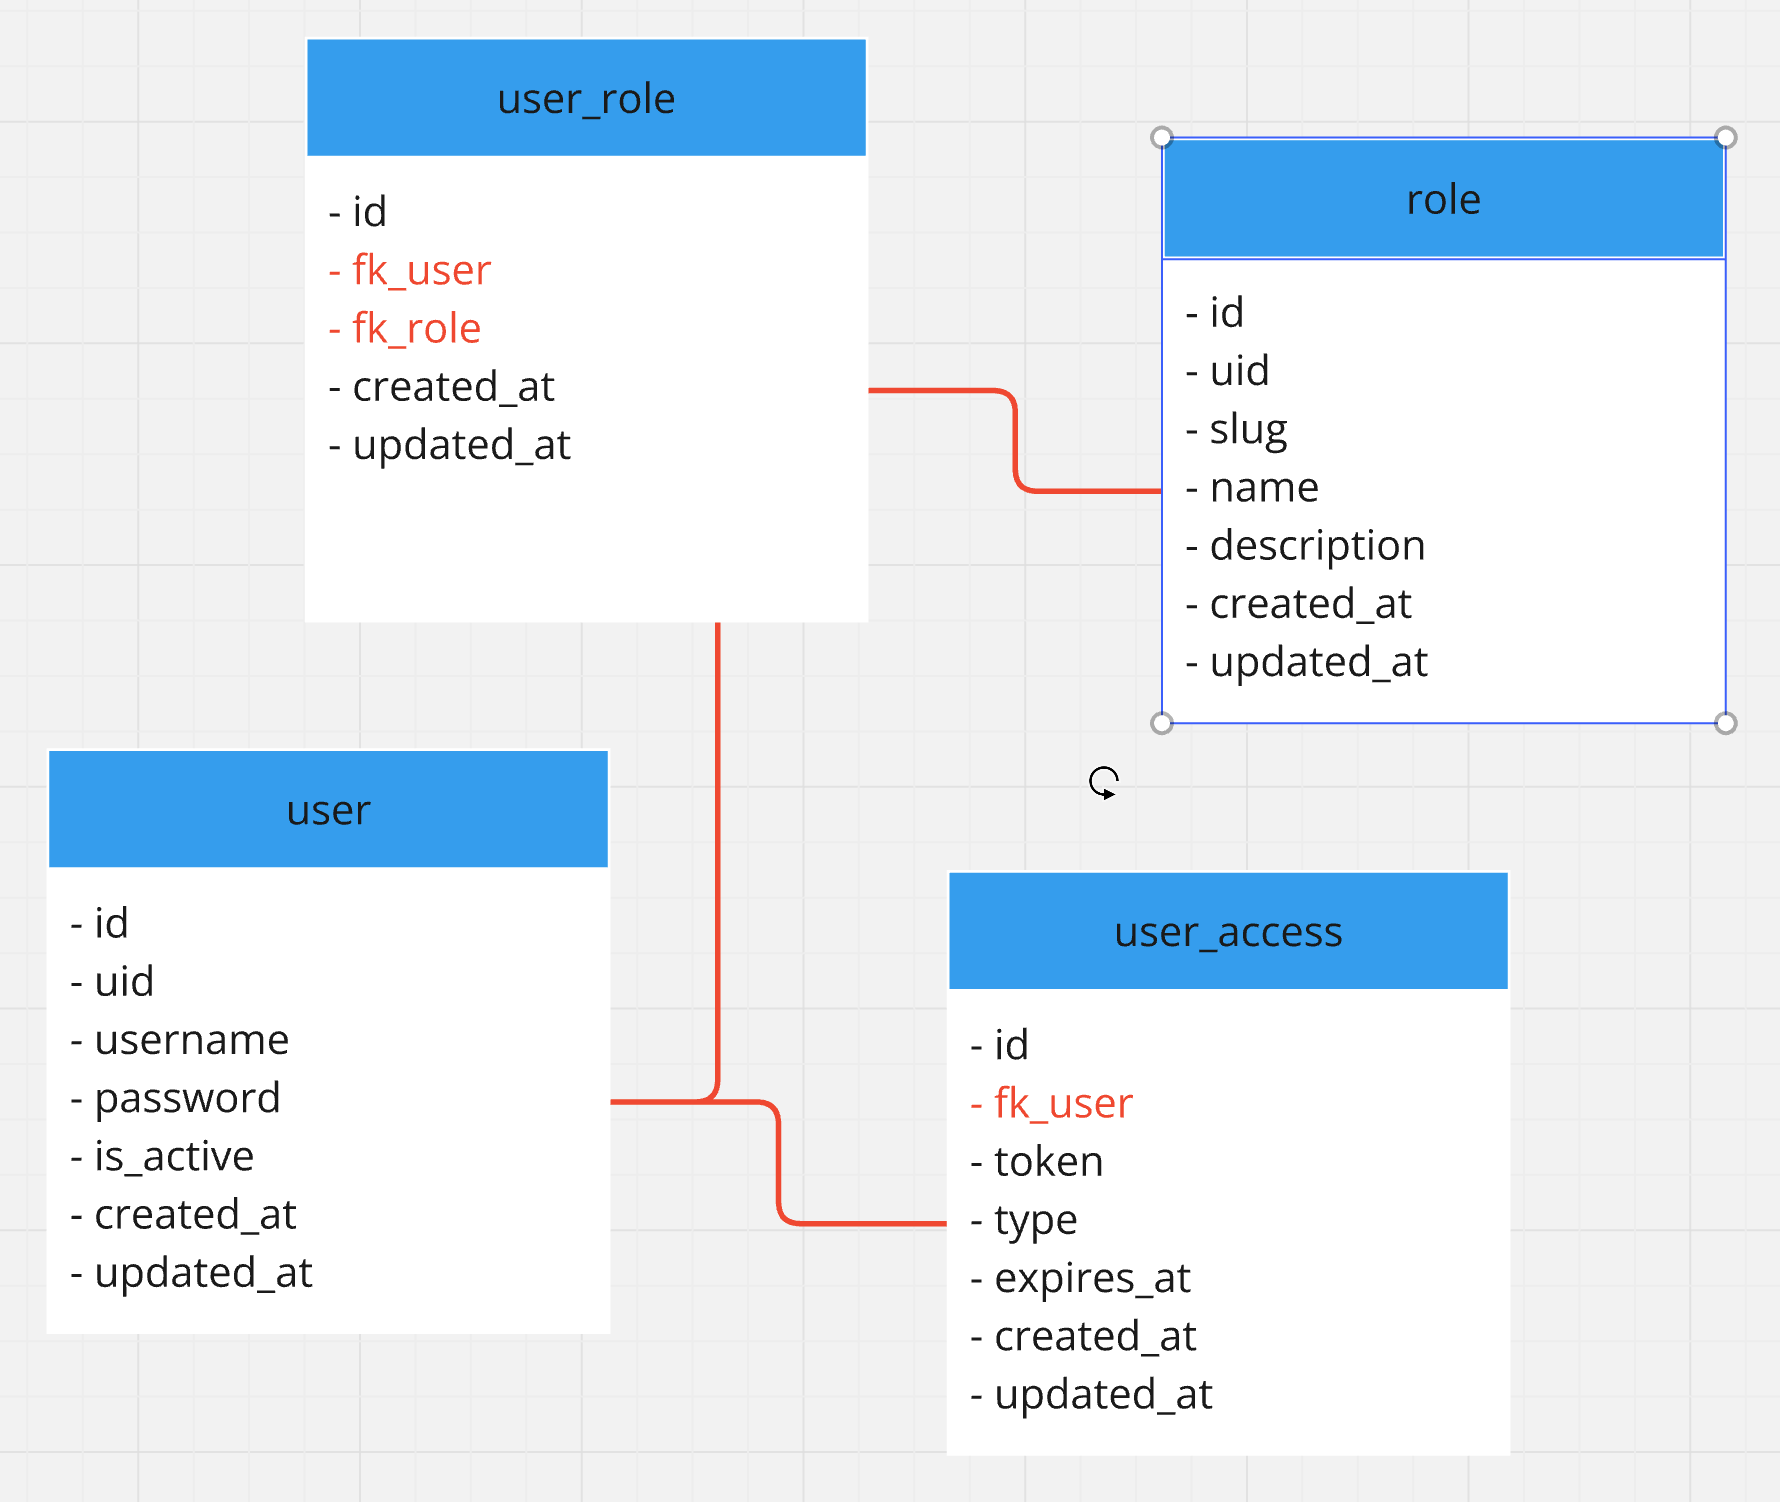 user_role
- id
- fk_user
- fk_role
- created_at
- updated_at
role
- id
- uid
- slug
- name
- description
- created_at
- updated_at
user
- id
- uid
- username
- password
- is_active
- created_at
- updated_at
user_access
- id
- fk_user
- token
- type
- expires_at
- created_at
- updated_at